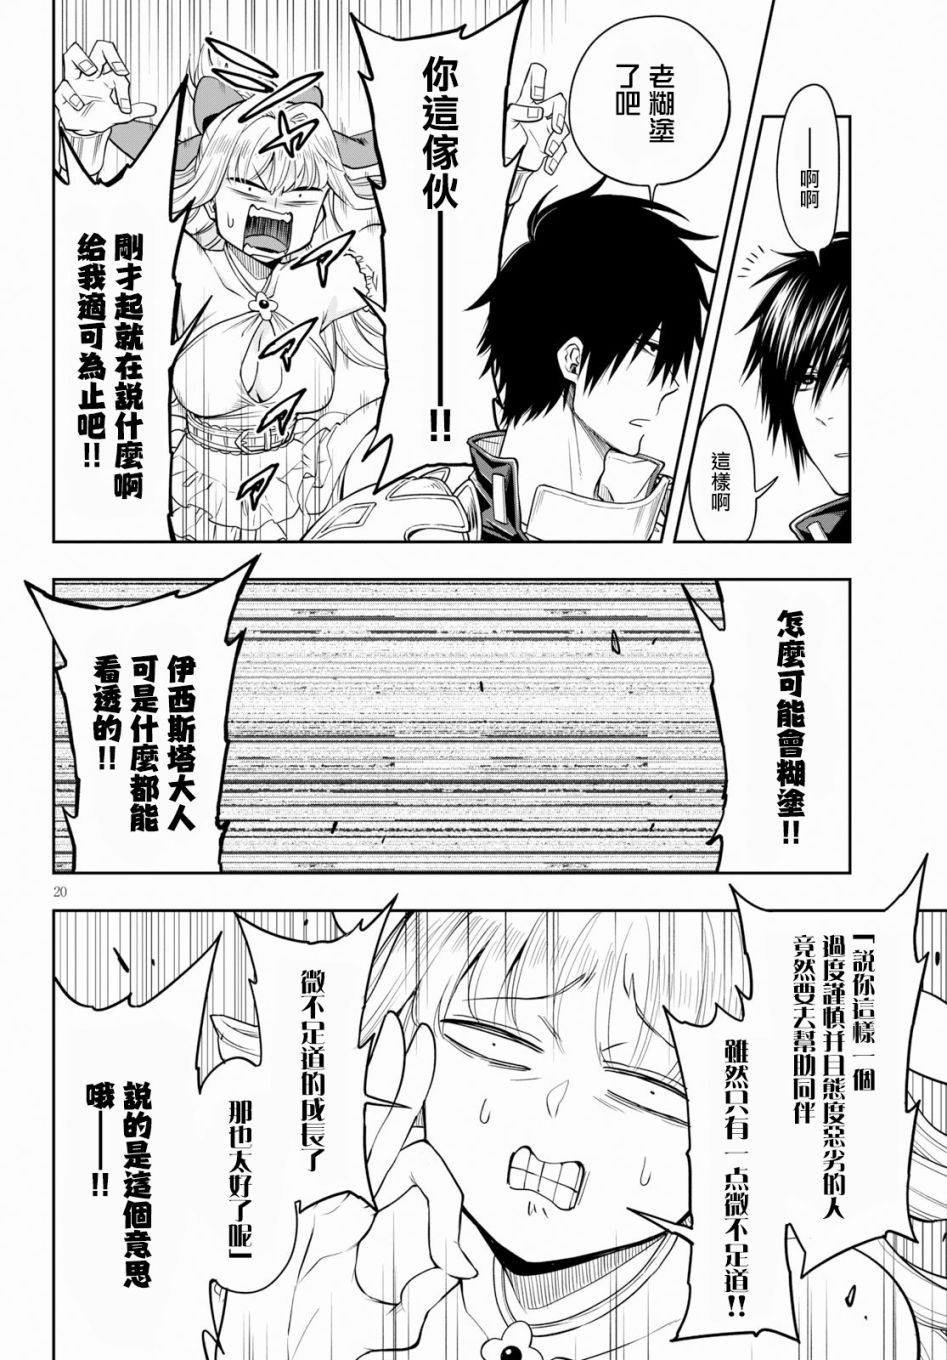 ——啊啊
這樣啊
老糊塗
了吧
你這傢伙——!!
剛才起就在說什麼啊
給我適可為止吧!!
怎麼可能會糊塗!!
伊西斯塔大人
可是什麼都能
看透的!!
「說你這樣一個
過度謹慎并且態度惡劣的人
竟然要去幫助同伴
雖然只有一点微不足道!!
微不足道的成長了
那也太好了呢」
說的是這個意思
哦——!!
20